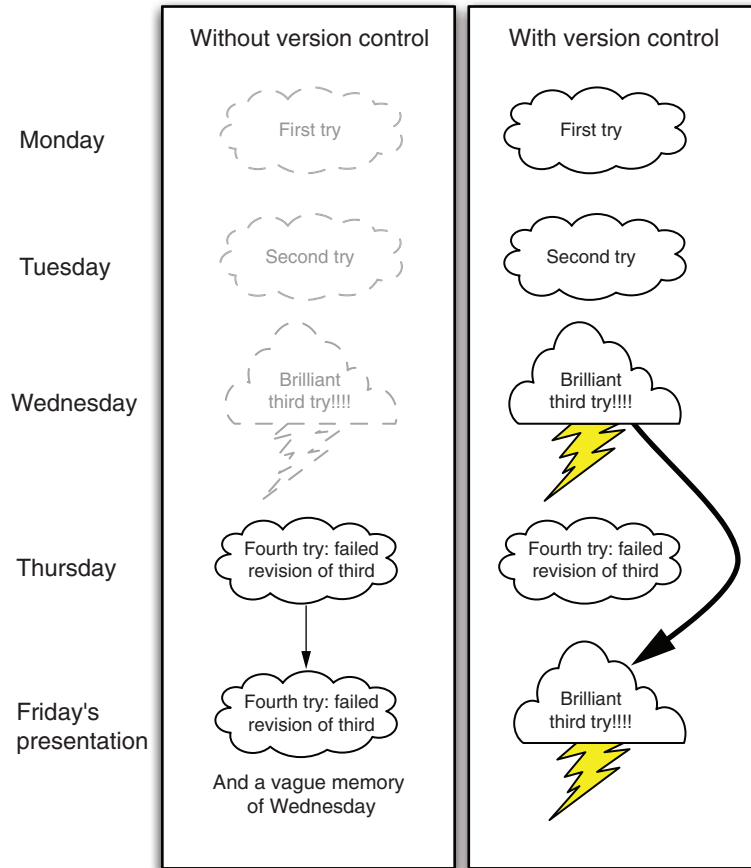 Without version control
With version control
Monday
First try
First try
Tuesday
Second try
Second try
Wednesday
Brilliant
third try!!!!
Brilliant
third try!!!!
Thursday
Fourth try: failed
revision of third
Fourth try: failed
revision of third
Friday's
presentation
Fourth try: failed
revision of third
And a vague memory
of Wednesday
Brilliant
third try!!!!